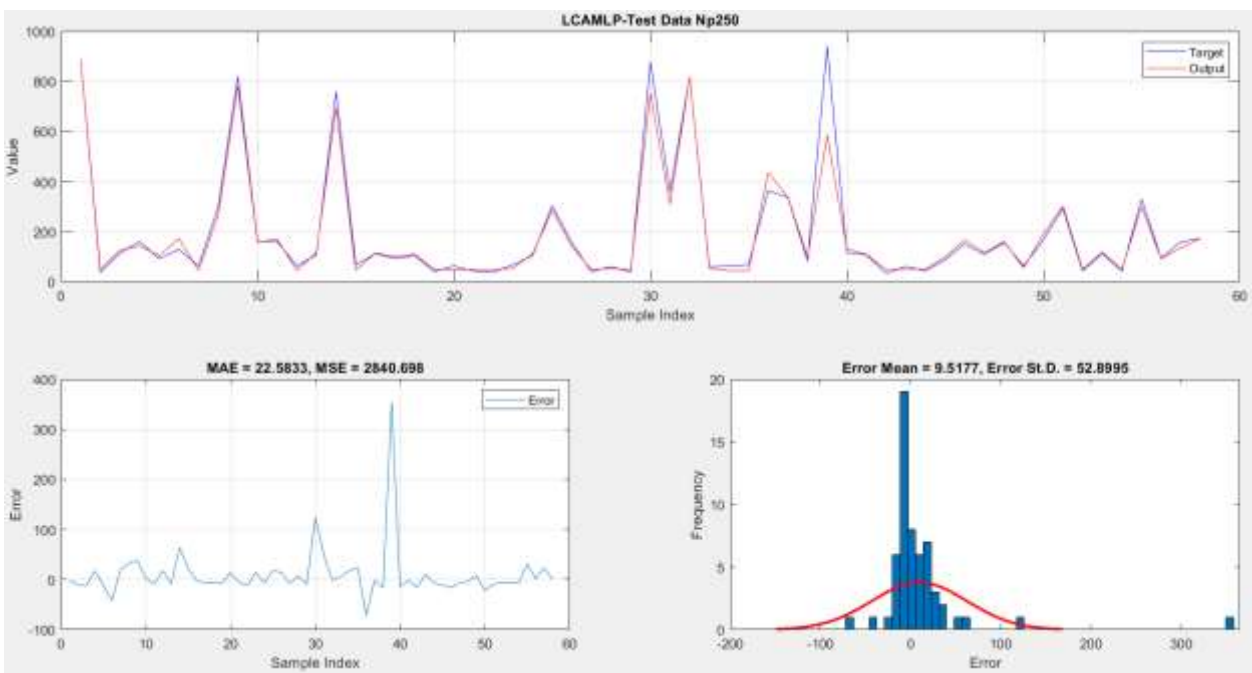 LCAMLP-Test Data Np250
1000
800
600
400
200
0
Value
Target
Output
0 10 20 30 40 50 60
Sample Index
MAE = 22.5833, MSE = 2840.698
400
300
200
100
0
-100
Error
Error
0 10 20 30 40 50 60
Sample Index
Error Mean = 9.5177, Error St.D. = 52.8995
20
15
10
5
0
Frequency
-200 -100 0 100 200 300
Error